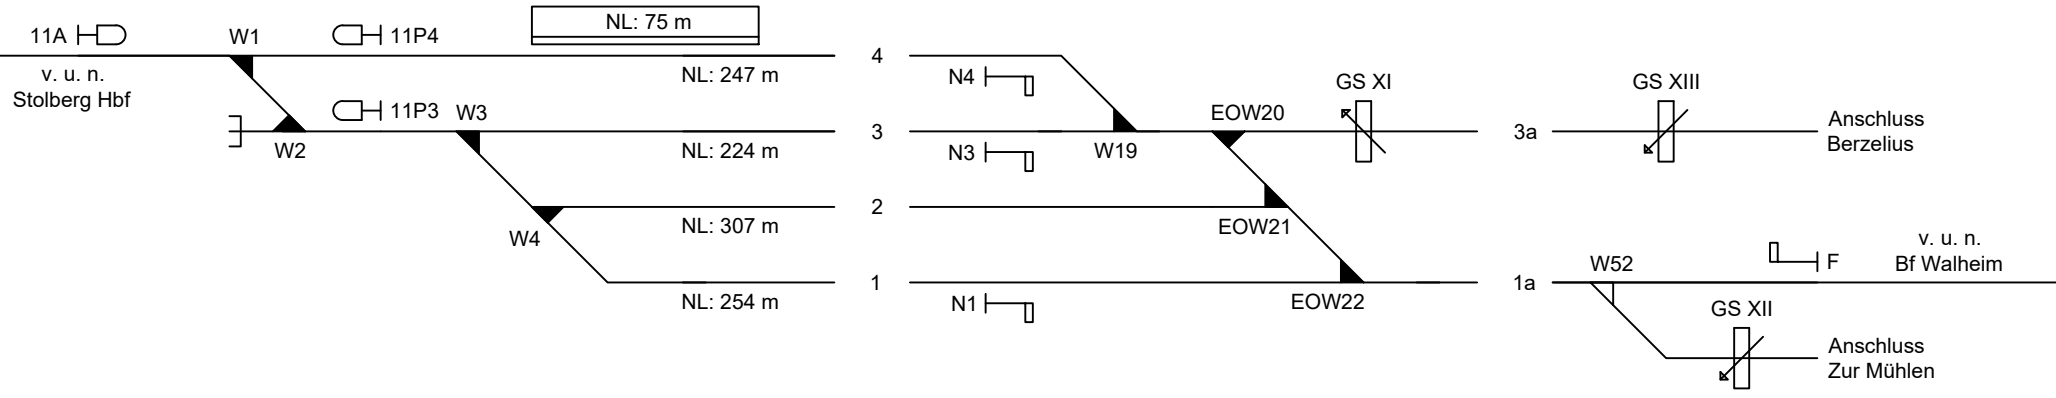 NL: 75 m
11A
W1
11P4
v. u. n.
Stolberg Hbf
NL: 247 m
4
N4
GS XI
GS XIII
11P3
W3
EOW20
W2
NL: 224 m
3
N3
W19
3a
Anschluss
Berzelius
W4
NL: 307 m
2
EOW21
NL: 254 m
1
N1
EOW22
1a
W52
F
v. u. n.
Bf Walheim
GS XII
Anschluss
Zur Mühlen